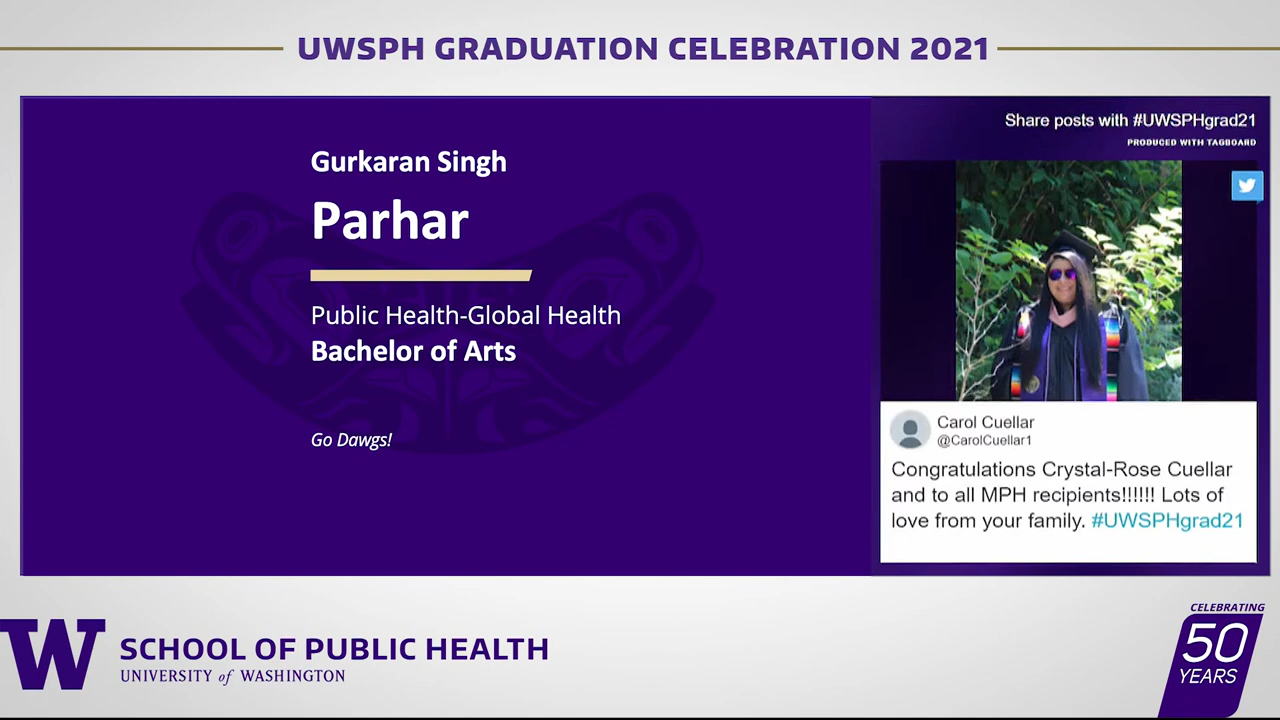 UWSPH GRADUATION CELEBRATION 2021
Gurkaran Singh
Parhar
Public Health-Global Health
Bachelor of Arts
Go Dawgs!
Share posts with #UWSPHgrad21
PRODUCED WITH TAGBOARD
Carol Cuellar
@CarolCuellar1
Congratulations Crystal-Rose Cuellar
and to all MPH recipients!!!!!! Lots of
love from your family. #UWSPHgrad21
W SCHOOL OF PUBLIC HEALTH
UNIVERSITY of WASHINGTON
CELEBRATING
50
YEARS